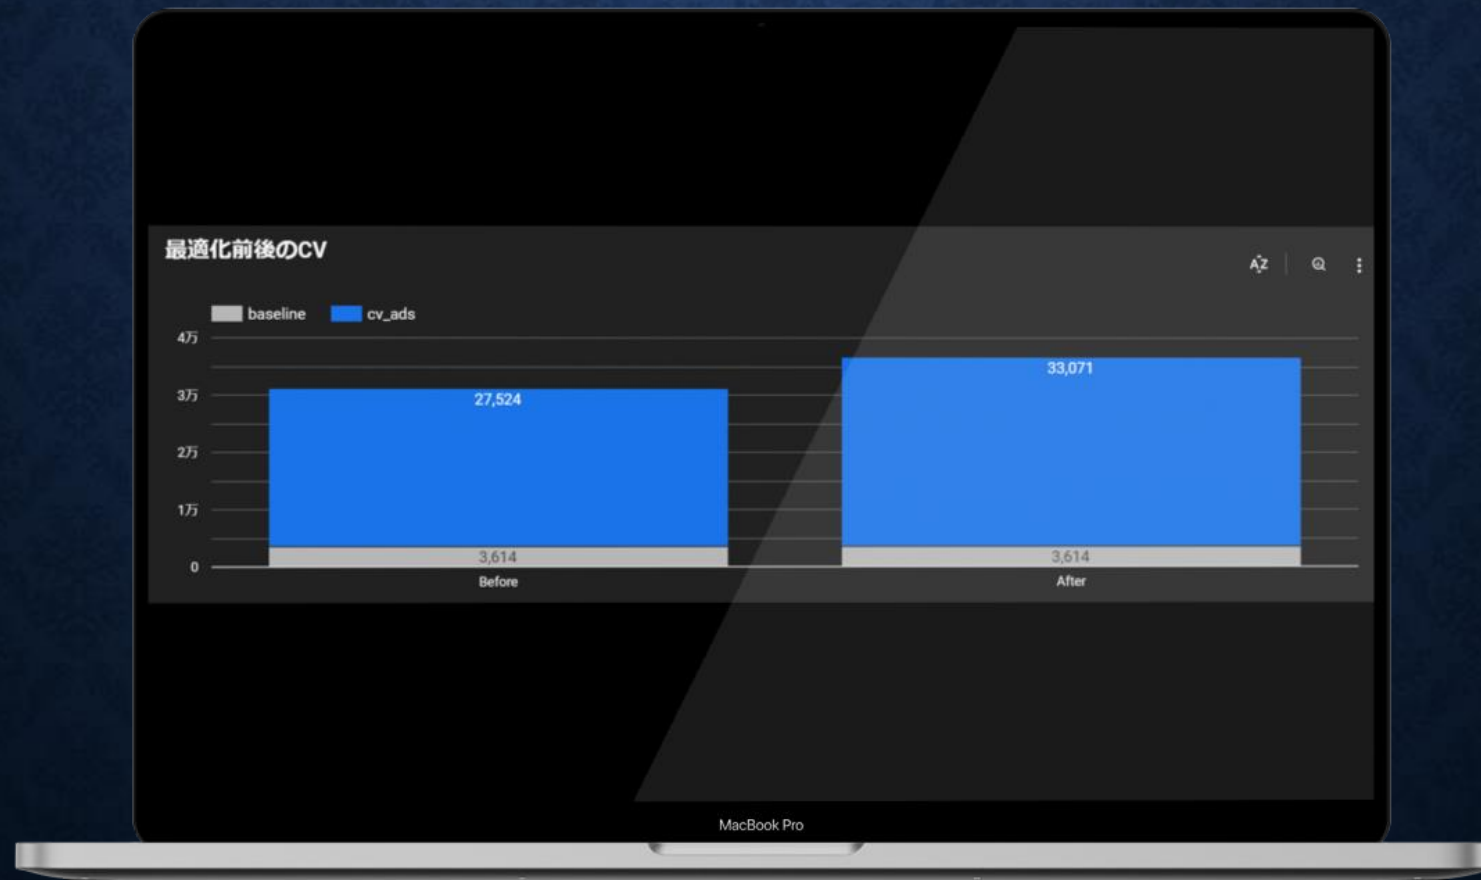 最適化前後のCV
AZ
baseline cv_ads
4万
3万
2万
1万
0
27,524
33,071
3,614
3,614
Before
After
MacBook Pro